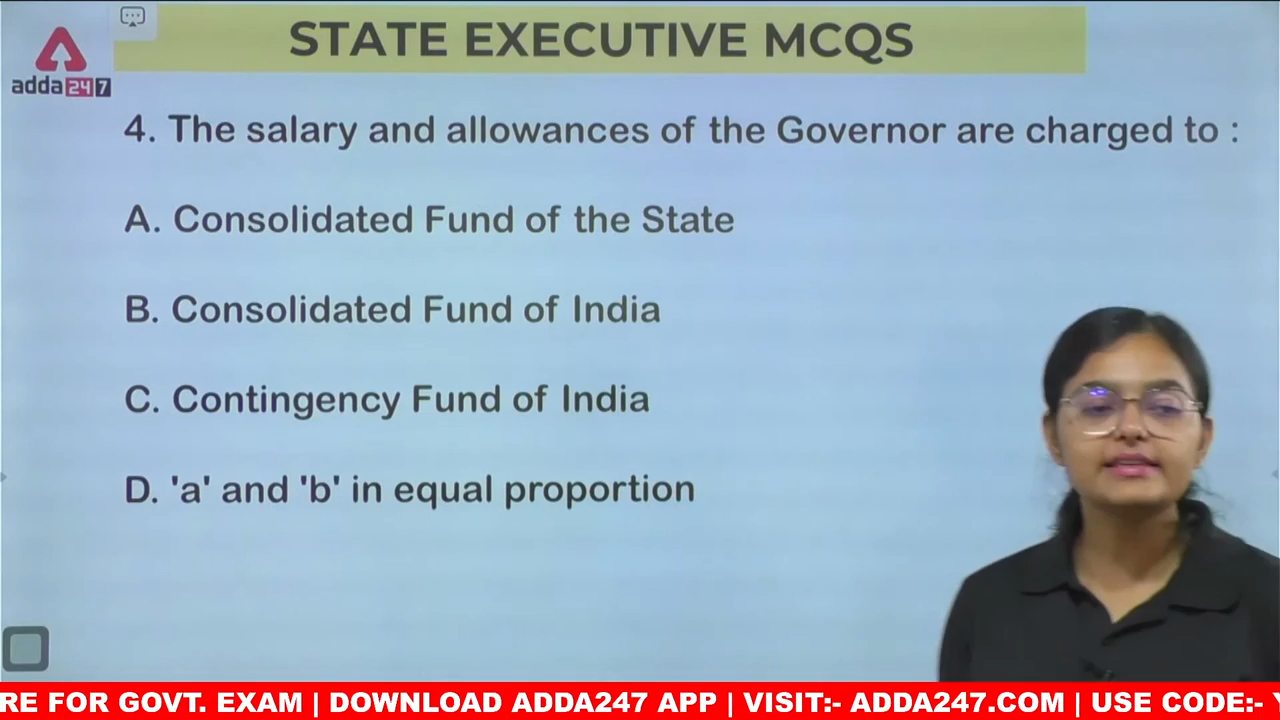 STATE EXECUTIVE MCQS
adda247
4. The salary and allowances of the Governor are charged to :
A. Consolidated Fund of the State
B. Consolidated Fund of India
C. Contingency Fund of India
D. 'a' and 'b' in equal proportion
RE FOR GOVT. EXAM | DOWNLOAD ADDA247 APP | VISIT:- ADDA247.COM | USE CODE:-